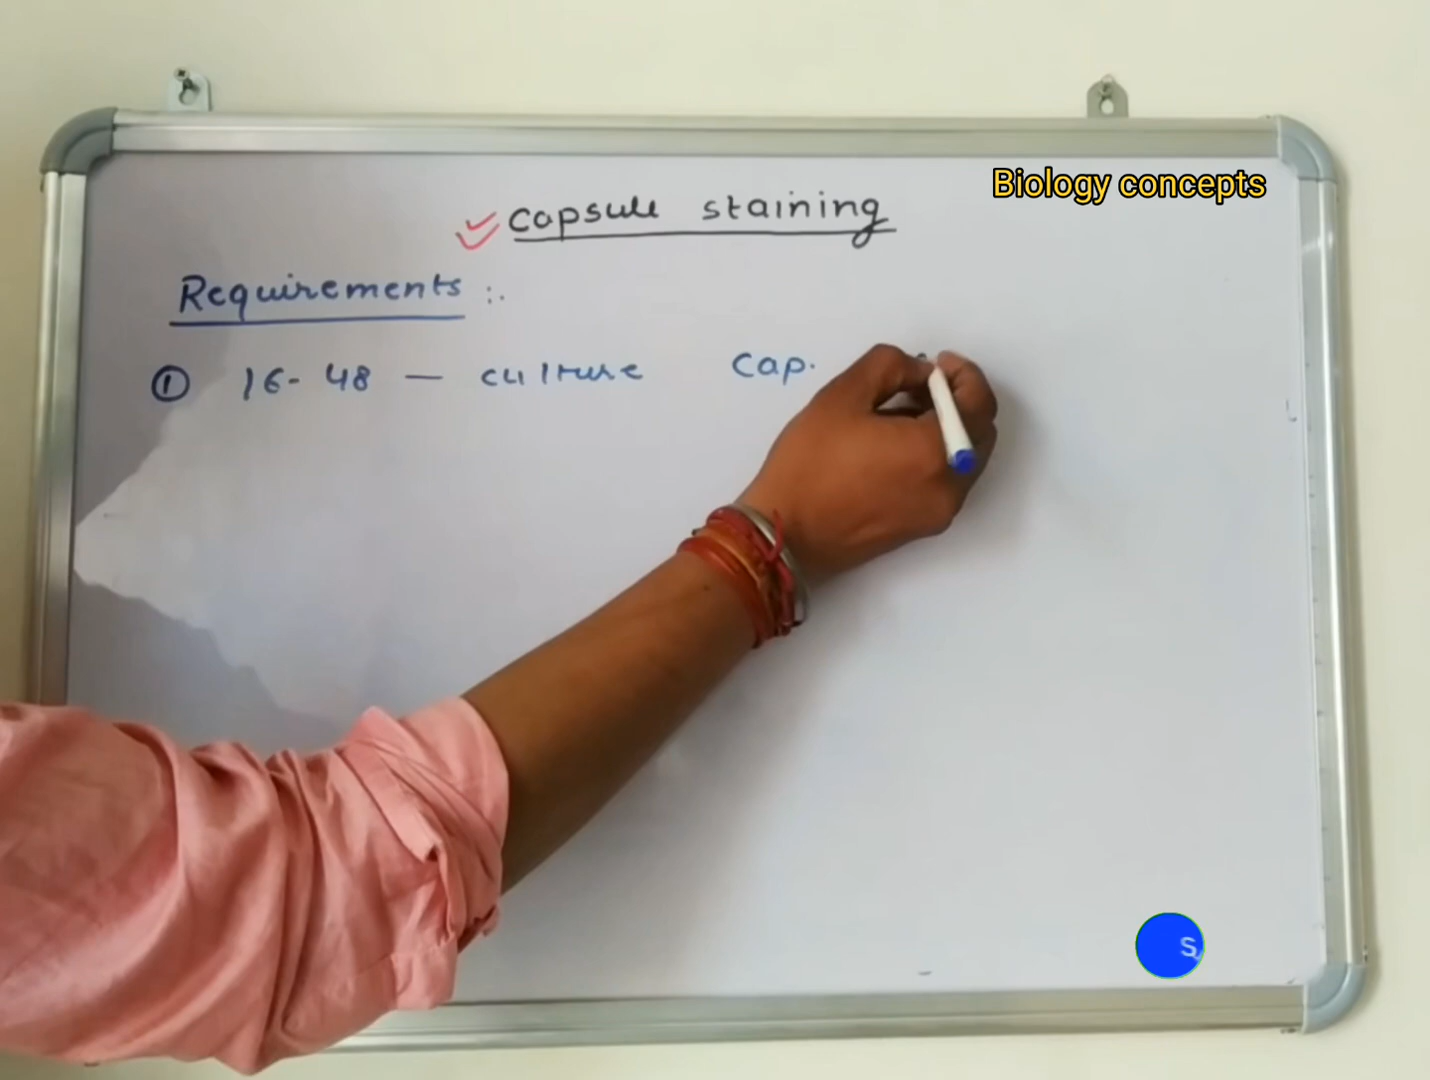 Biology concepts
Capsule staining
Requirements :.
① 16-48 — culture Cap.
S